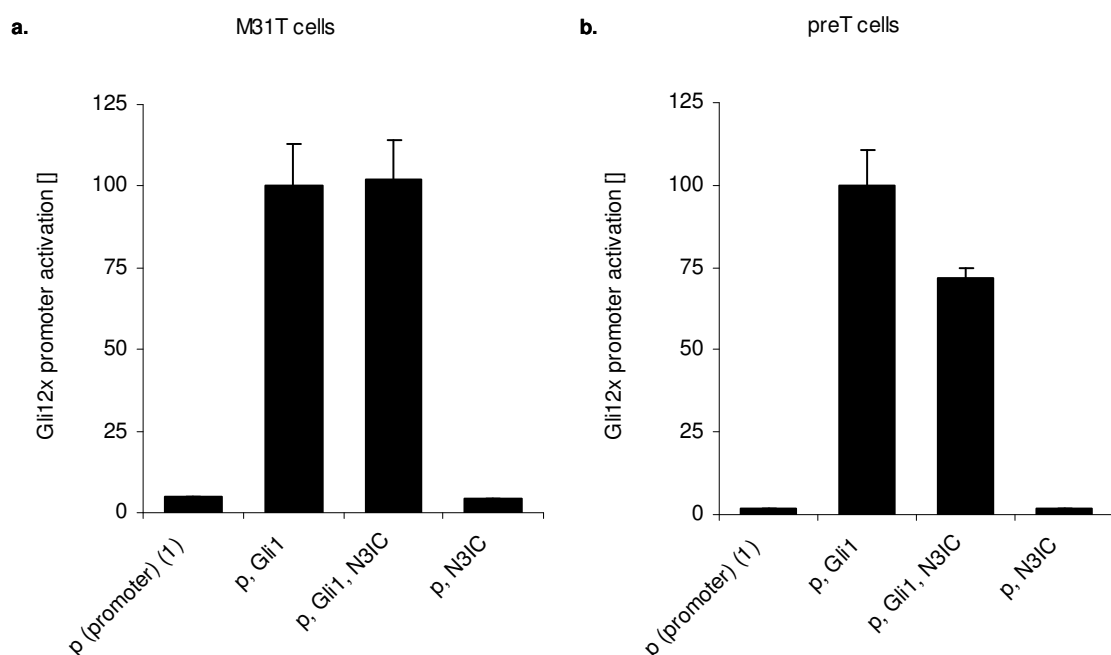 a.
M31T cells
Gli12x promoter activation []
125
100
75
50
25
0
p (promoter) (1)
p, Gli1
p, Gli1, N3IC
p, N3IC
b.
preT cells
Gli12x promoter activation []
125
100
75
50
25
0
p (promoter) (1)
p, Gli1
p, Gli1, N3IC
p, N3IC